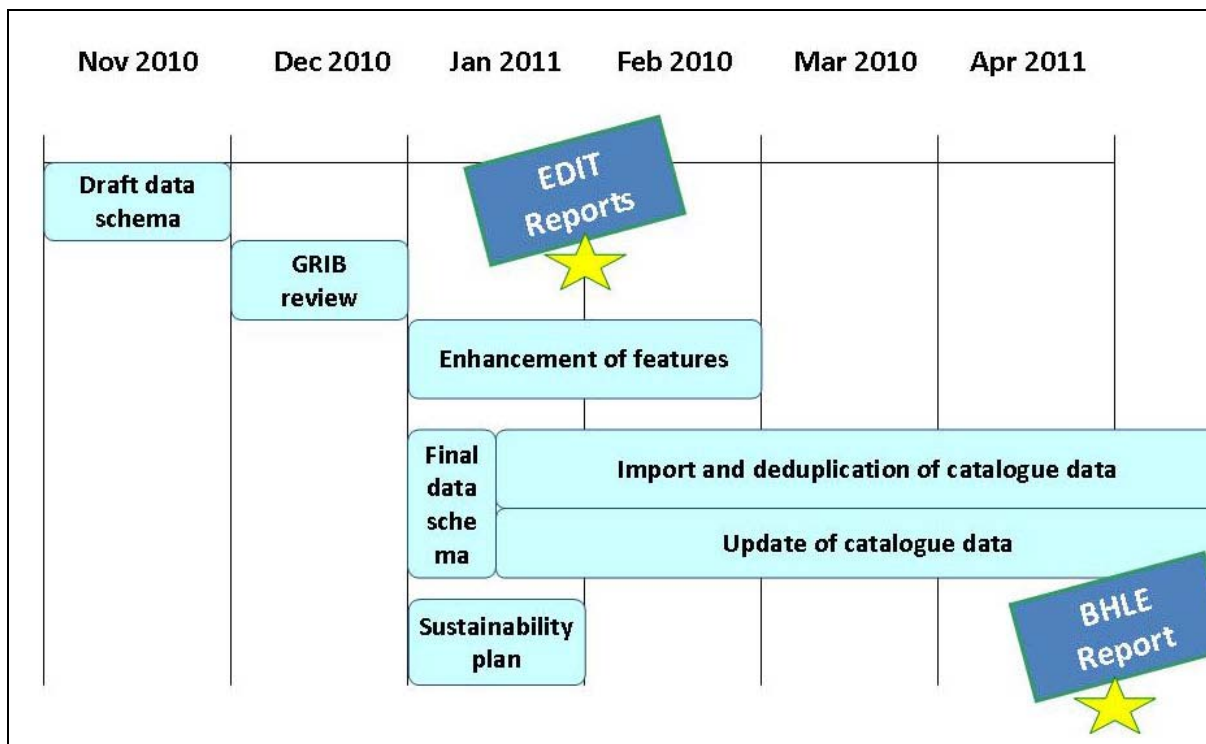 Nov 2010 Dec 2010 Jan 2011 Feb 2010 Mar 2010 Apr 2011
EDIT
Reports
Draft data
schema
GRIB
review
Enhancement of features
Final
data
sche
ma
Import and deduplication of catalogue data
Update of catalogue data
Sustainability
plan
BHLE
Report